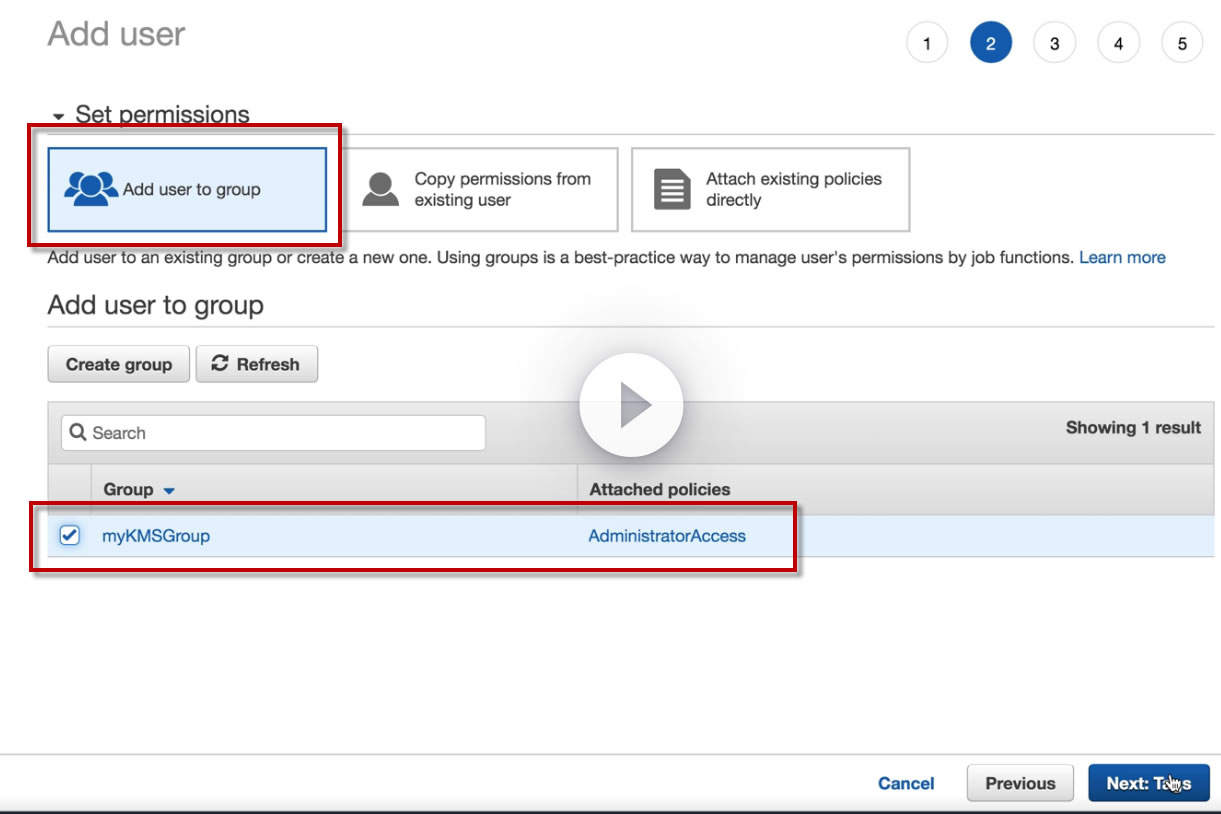 Add user
1 2 3 4 5
Set permissions
Add user to group
Copy permissions from
existing user
Attach existing policies
directly
Add user to an existing group or create a new one. Using groups is a best-practice way to manage user's permissions by job functions. Learn more
Add user to group
Create group Refresh
Search
Showing 1 result
Group Attached policies
myKMSGroup AdministratorAccess
Cancel Previous Next: Tags